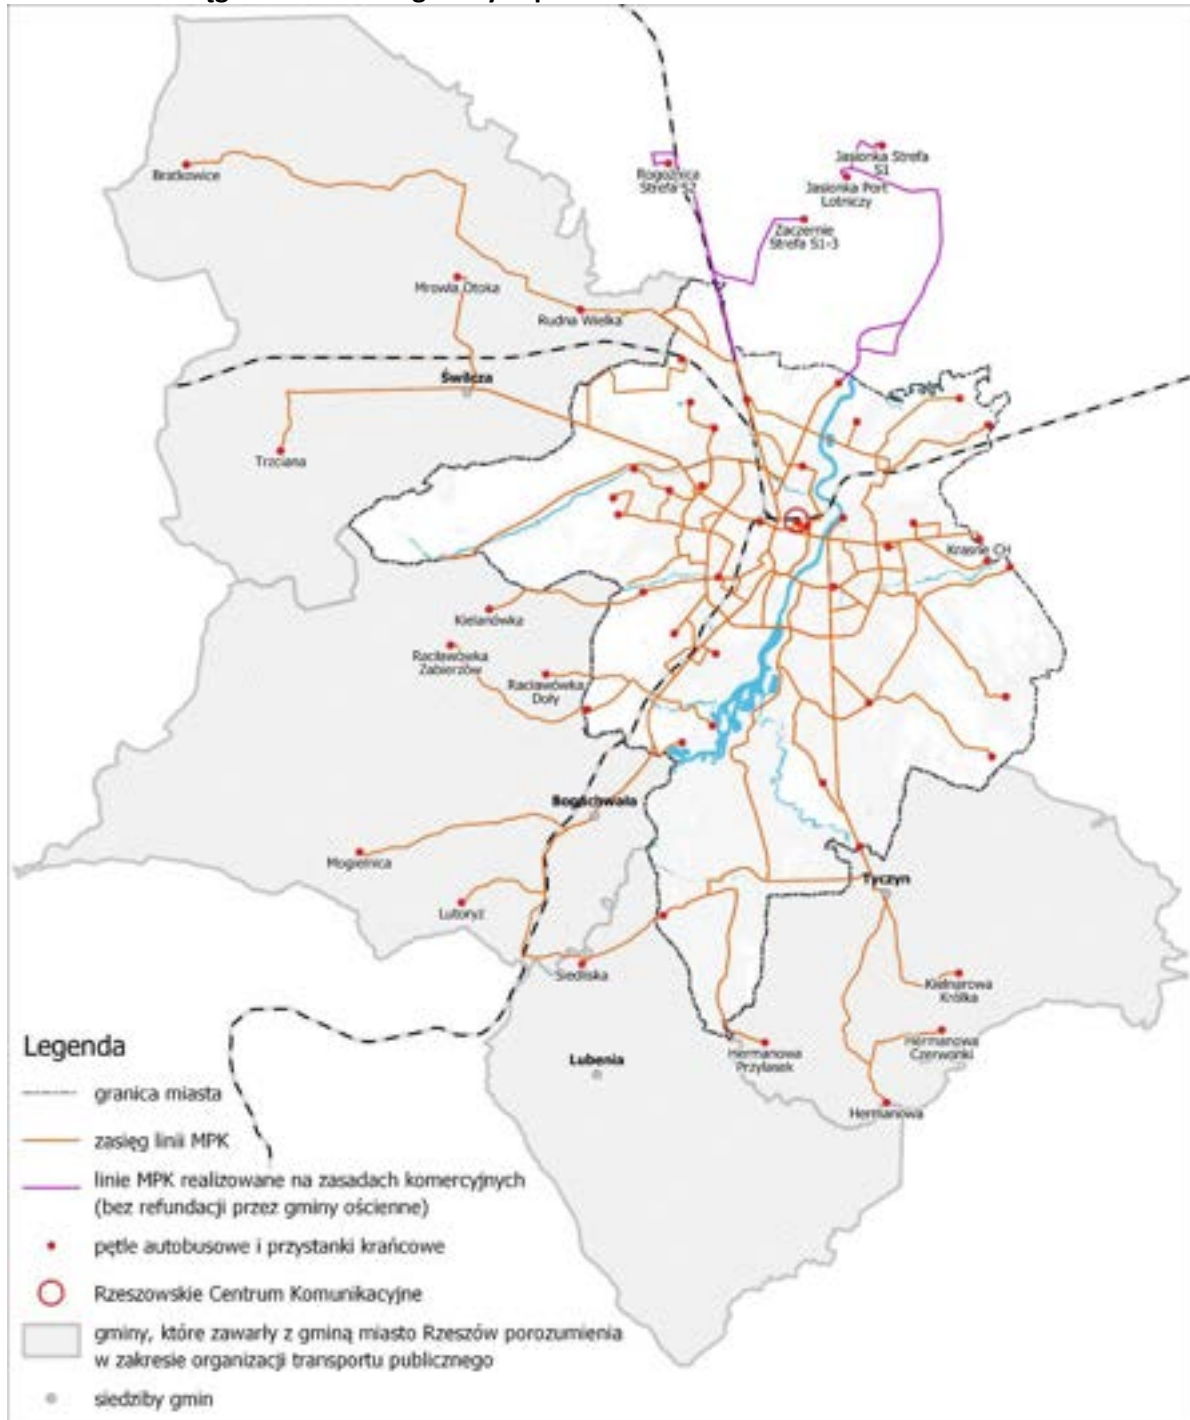 Bratkowice
Rogoźnica
Strefa S2
Jasionka Strefa
S1
Jasionka Port
Lotniczy
Zaczernie
Strefa S1-3
Mrowla Otoka
Rudna Wielka
Świlcza
Trzciana
Krasne CH
Kielanówka
Racławówka
Zabierzów
Racławówka
Doły
Boguchwała
Mogielnica
Lutoryż
Tyczyn
Siedliska
Kielnarowa
Królka
Hermanowa
Czerwonki
Hermanowa
Przylasek
Lubenia
Hermanowa
Legenda
granica miasta
zasięg linii MPK
linie MPK realizowane na zasadach komercyjnych
(bez refundacji przez gminy ościenne)
pętle autobusowe i przystanki krańcowe
Rzeszowskie Centrum Komunikacyjne
gminy, które zawarły z gminą miasto Rzeszów porozumienia
w zakresie organizacji transportu publicznego
siedziby gmin